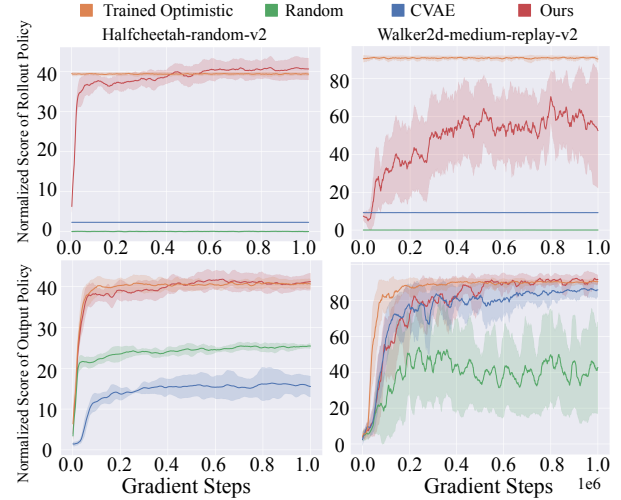 Trained Optimistic Random CVAE Ours
Halfcheetah-random-v2 Walker2d-medium-replay-v2
Normalized Score of Rollout Policy
40
30
20
10
0
0.0 0.2 0.4 0.6 0.8 1.0
80
60
40
20
0
0.0 0.2 0.4 0.6 0.8 1.0
Normalized Score of Output Policy
40
30
20
10
0
0.0 0.2 0.4 0.6 0.8 1.0
Gradient Steps
80
60
40
20
0
0.0 0.2 0.4 0.6 0.8 1.0
1e6
Gradient Steps